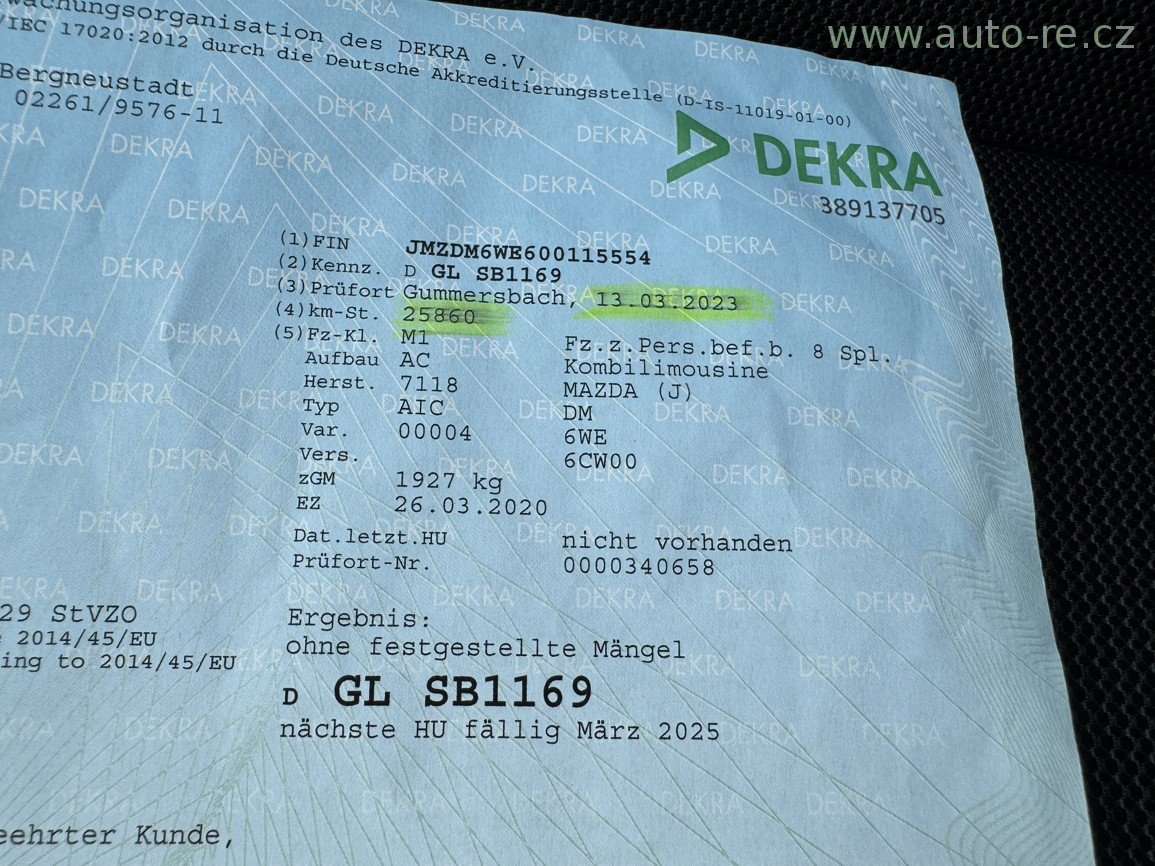 www.auto-re.cz
wachungsorganisation des DEKRA e.V.
/IEC 17020:2012 durch die Deutsche Akkreditierungsstelle (D-IS-11019-01-00)
Bergneustadt
02261/9576-11
DEKRA
389137705
(1)FIN JMZDM6WE600115554
(2)Kennz. D GL SB1169
(3)Prüfort Gummersbach, 13.03.2023
(4)km-St. 25860
(5)Fz-Kl. M1 Fz.z.Pers.bef.b. 8 Spl.
Aufbau AC Kombilimousine
Herst. 7118 MAZDA (J)
Typ AIC DM
Var. 00004 6WE
Vers. 6CW00
zGM 1927 kg
EZ 26.03.2020
Dat.letzt.HU nicht vorhanden
Prüfort-Nr. 0000340658
29 StVZO
e 2014/45/EU
ing to 2014/45/EU
Ergebnis:
ohne festgestellte Mängel
D GL SB1169
nächste HU fällig März 2025
eehrter Kunde,